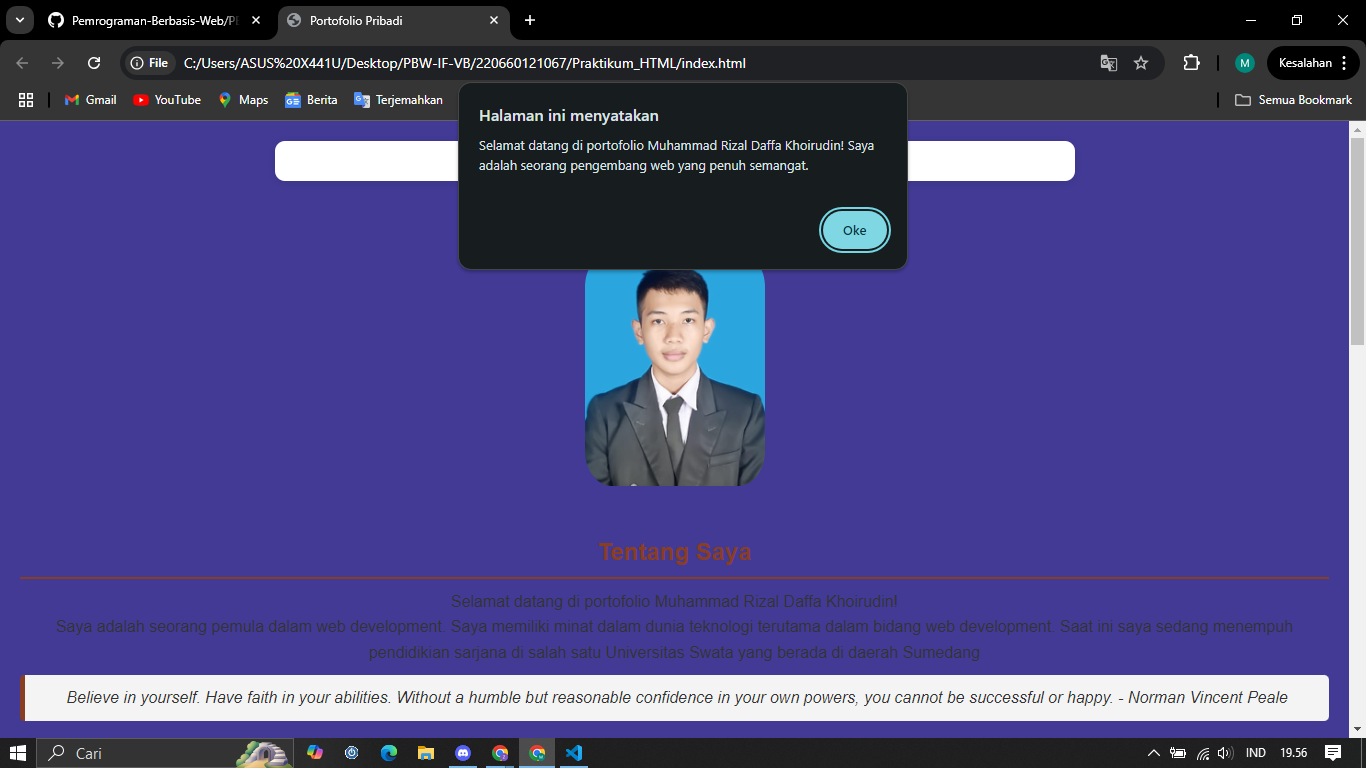 Pemrograman-Berbasis-Web/PB
Portofolio Pribadi
File
C:/Users/ASUS%20X441U/Desktop/PBW-IF-VB/220660121067/Praktikum_HTML/index.html
M
Kesalahan
Gmail
YouTube
Maps
Berita
Terjemahkan
Semua Bookmark
Halaman ini menyatakan
Selamat datang di portofolio Muhammad Rizal Daffa Khoirudin! Saya
adalah seorang pengembang web yang penuh semangat.
Oke
Tentang Saya
Selamat datang di portofolio Muhammad Rizal Daffa Khoirudin!
Saya adalah seorang pemula dalam web development. Saya memiliki minat dalam dunia teknologi terutama dalam bidang web development. Saat ini saya sedang menempuh
pendidikian sarjana di salah satu Universitas Swata yang berada di daerah Sumedang
Believe in yourself. Have faith in your abilities. Without a humble but reasonable confidence in your own powers, you cannot be successful or happy. - Norman Vincent Peale
Cari
IND
19.56